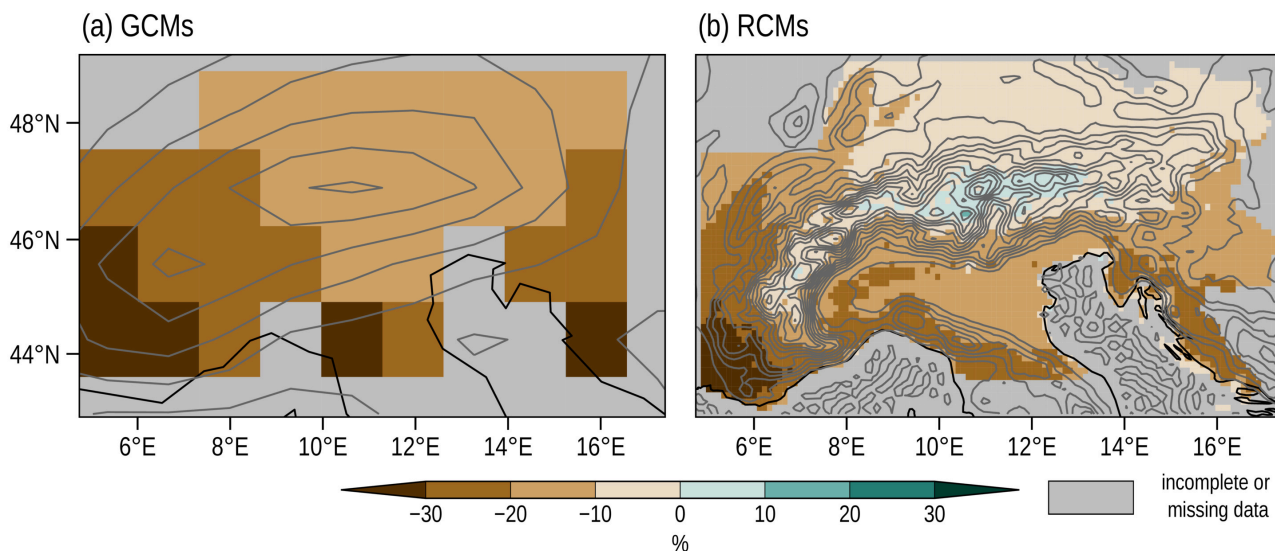 (a) GCMs
(b) RCMs
48°N
46°N
44°N
6°E 8°E 10°E 12°E 14°E 16°E
6°E 8°E 10°E 12°E 14°E 16°E
−30 −20 −10 0 10 20 30
%
incomplete or
missing data